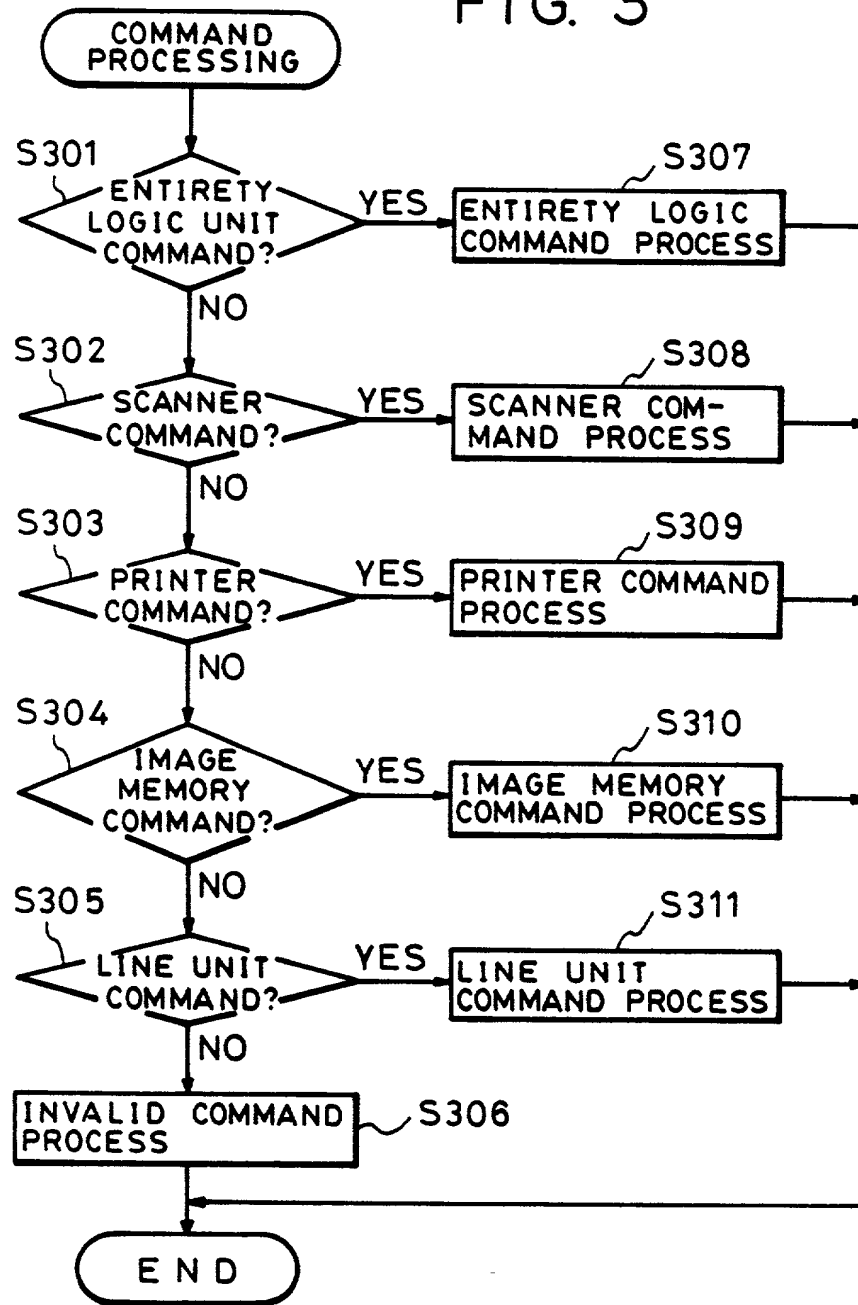 FIG. 3
COMMAND
PROCESSING
S301
ENTIRETY
LOGIC UNIT
COMMAND?
YES
S307
ENTIRETY LOGIC
COMMAND PROCESS
NO
S302
SCANNER
COMMAND?
YES
S308
SCANNER COM-
MAND PROCESS
NO
S303
PRINTER
COMMAND?
YES
S309
PRINTER COMMAND
PROCESS
NO
S304
IMAGE
MEMORY
COMMAND?
YES
S310
IMAGE MEMORY
COMMAND PROCESS
NO
S305
LINE UNIT
COMMAND?
YES
S311
LINE UNIT
COMMAND PROCESS
NO
INVALID COMMAND
PROCESS
S306
END